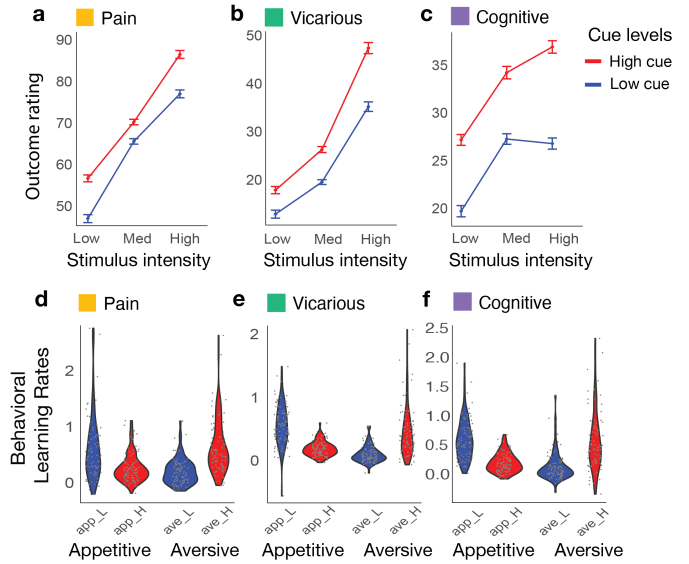 a Pain
b Vicarious
c Cognitive
Cue levels
High cue
Low cue
Outcome rating
90
80
70
60
50
Low Med High
Stimulus intensity
50
40
30
20
Low Med High
Stimulus intensity
35
30
25
20
Low Med High
Stimulus intensity
d Pain
e Vicarious
f Cognitive
Behavioral
Learning Rates
2
1
0
app_L app_H ave_L ave_H
Appetitive Aversive
2
1
0
app_L app_H ave_L ave_H
Appetitive Aversive
2.5
2.0
1.5
1.0
0.5
0.0
app_L app_H ave_L ave_H
Appetitive Aversive